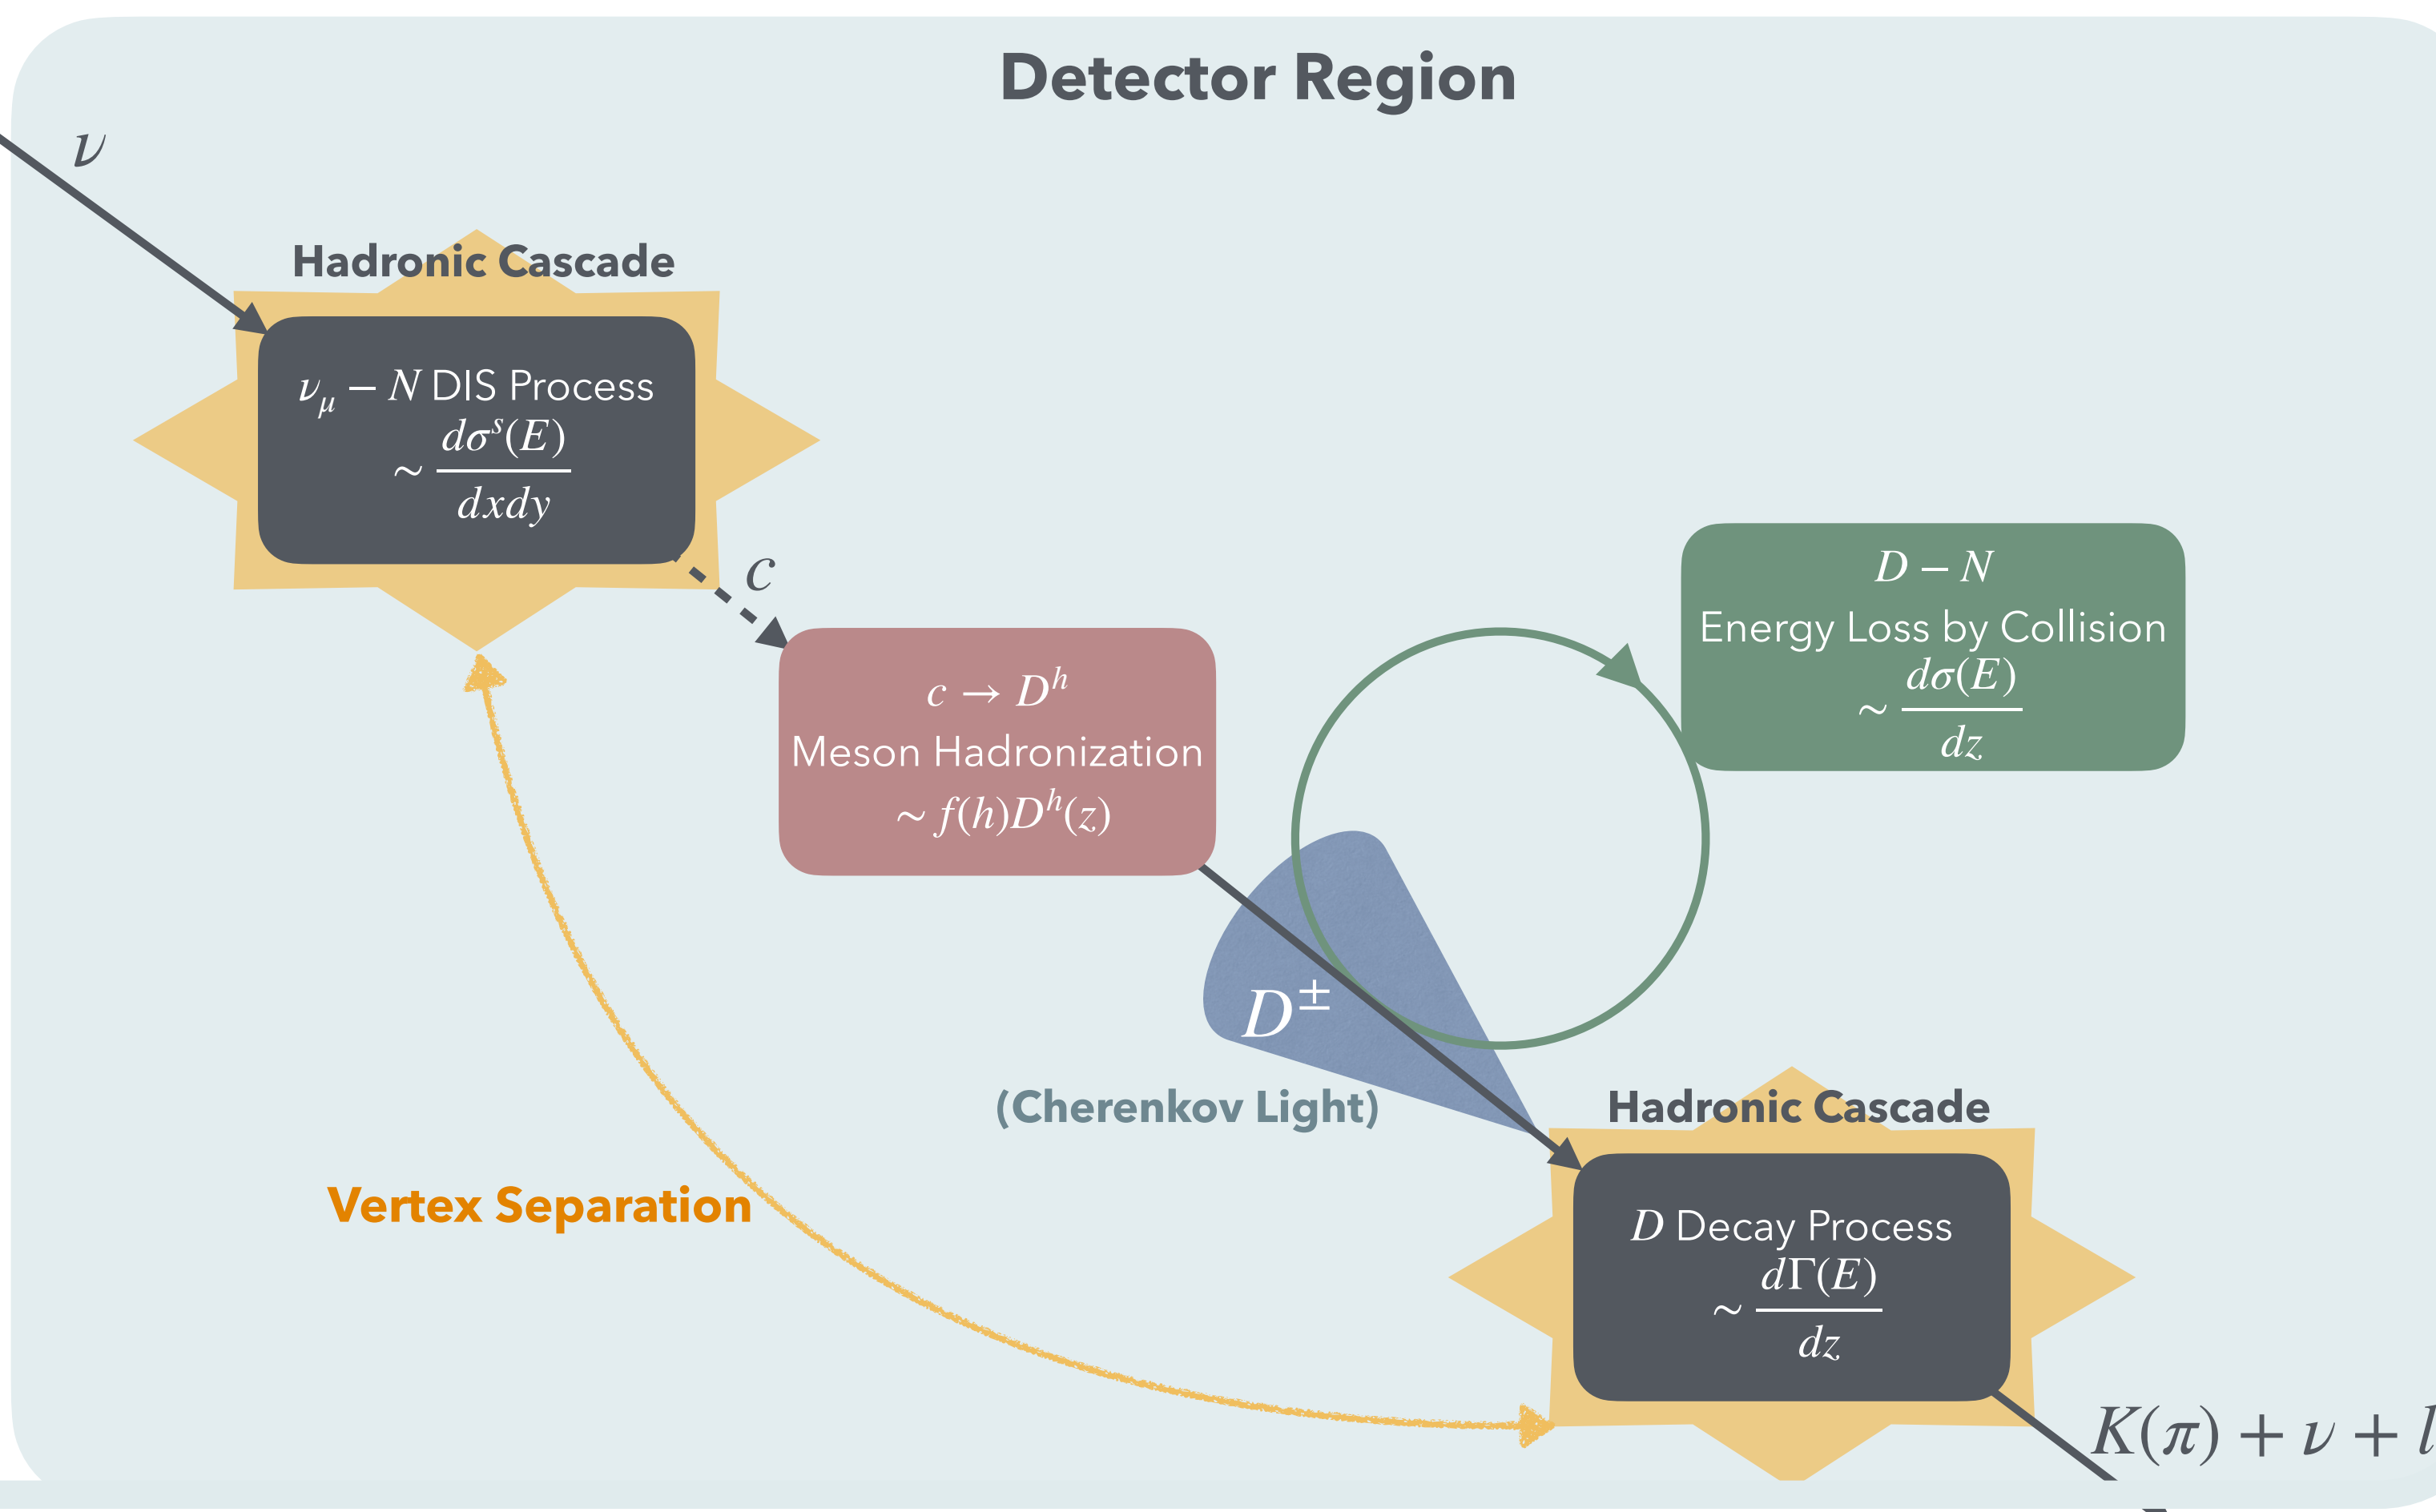 Detector Region
ν
Hadronic Cascade
ν_μ − N DIS Process
~ dσ^s(E) / dxdy
c
D − N
Energy Loss by Collision
~ dσ(E) / dz
c → D^h
Meson Hadronization
~ f(h)D^h(z)
D^±
(Cherenkov Light)
Hadronic Cascade
Vertex Separation
D Decay Process
~ dΓ(E) / dz
K(π) + ν + l